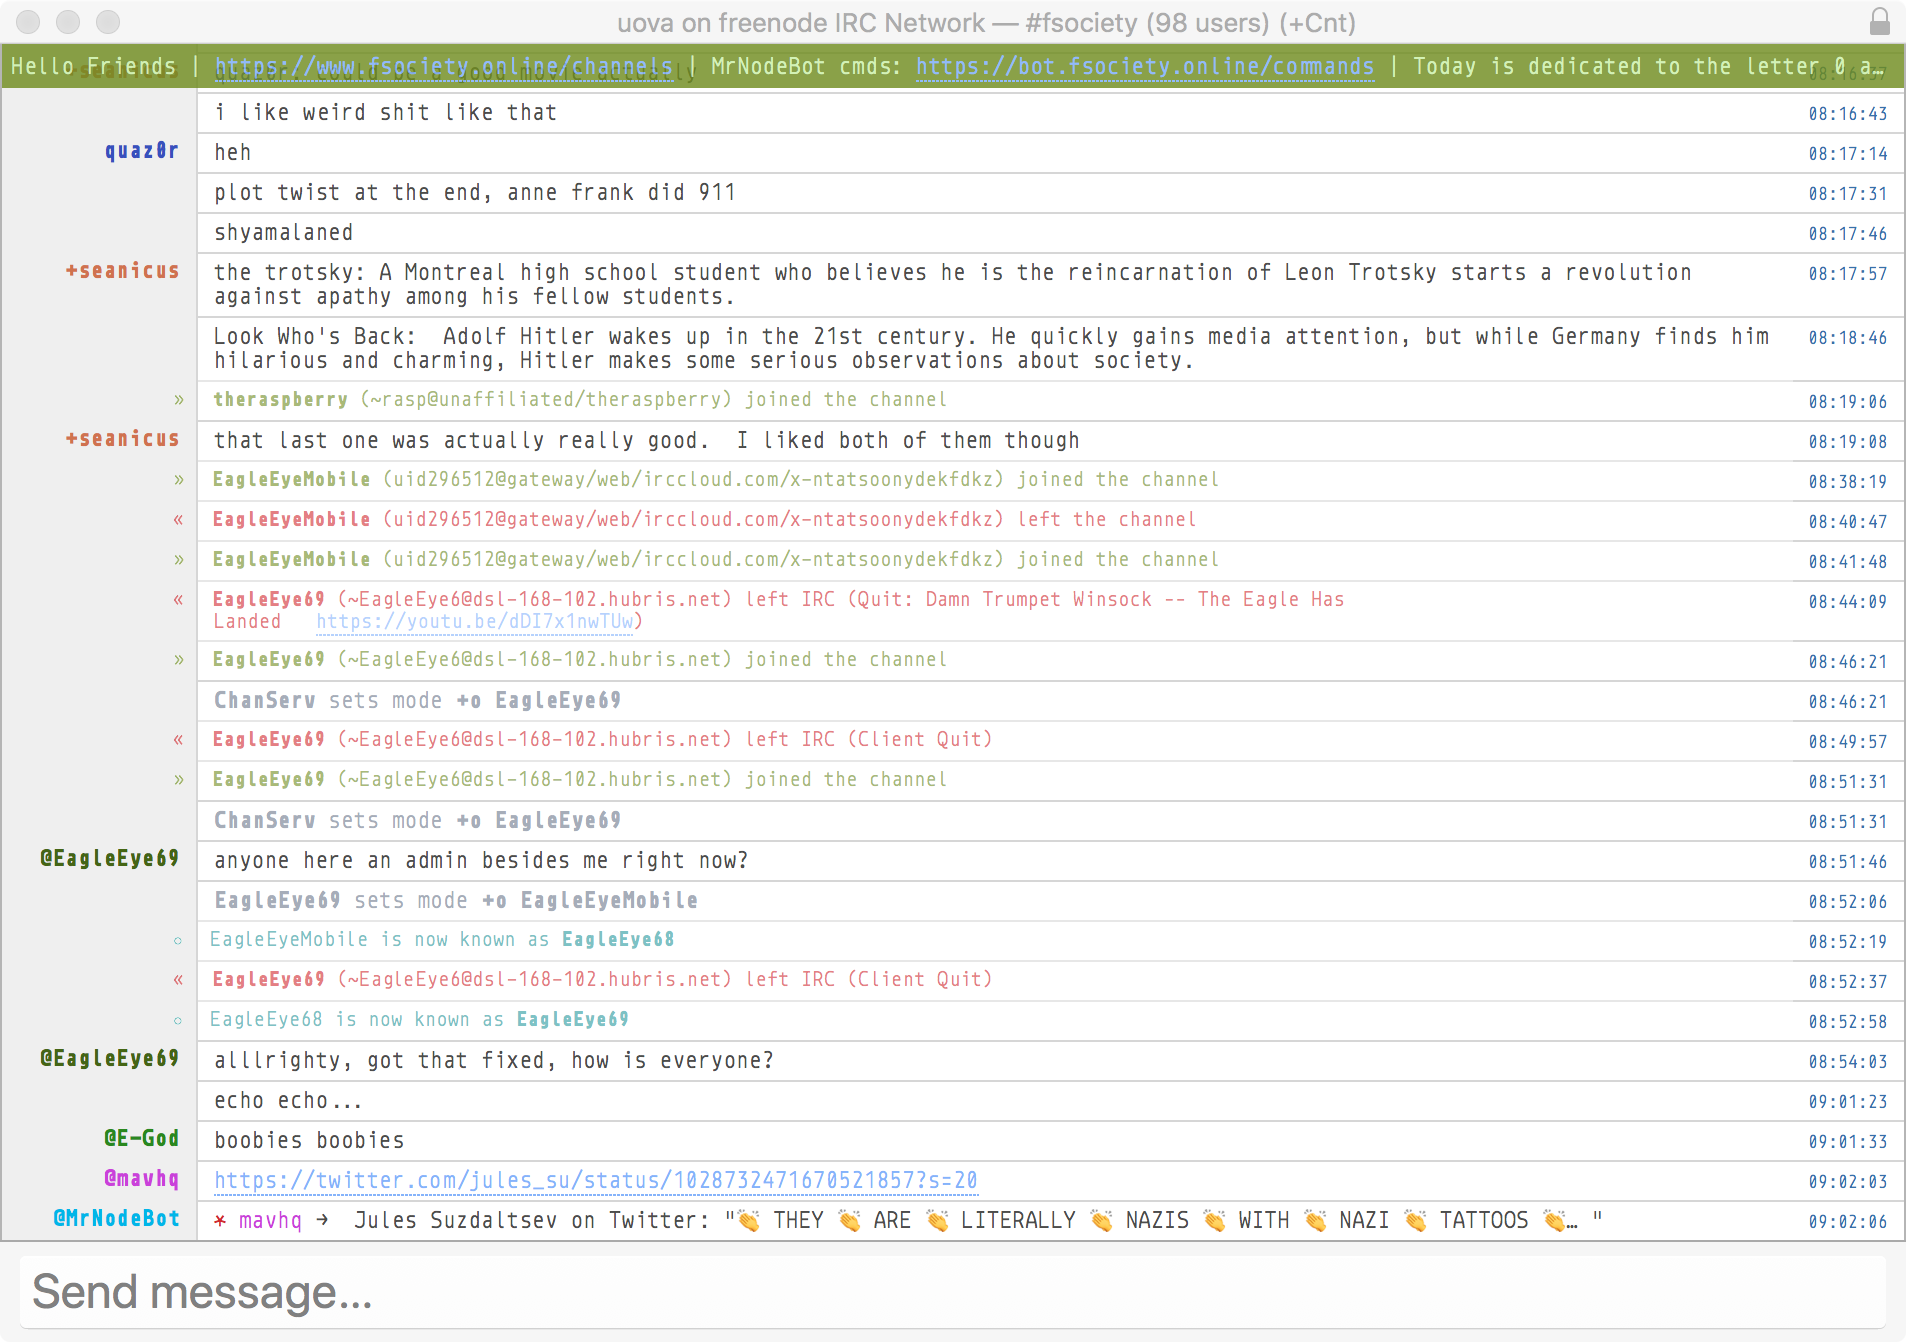 uova on freenode IRC Network — #fsociety (98 users) (+Cnt)
Hello Friends | https://www.fsociety.online/channels | MrNodeBot cmds: https://bot.fsociety.online/commands | Today is dedicated to the letter 0 a…
i like weird shit like that 08:16:43
quaz0r heh 08:17:14
plot twist at the end, anne frank did 911 08:17:31
shyamalaned 08:17:46
+seanicus the trotsky: A Montreal high school student who believes he is the reincarnation of Leon Trotsky starts a revolution 08:17:57
against apathy among his fellow students.
Look Who's Back:  Adolf Hitler wakes up in the 21st century. He quickly gains media attention, but while Germany finds him 08:18:46
hilarious and charming, Hitler makes some serious observations about society.
» theraspberry (~rasp@unaffiliated/theraspberry) joined the channel 08:19:06
+seanicus that last one was actually really good.  I liked both of them though 08:19:08
» EagleEyeMobile (uid296512@gateway/web/irccloud.com/x-ntatsoonydekfdkz) joined the channel 08:38:19
« EagleEyeMobile (uid296512@gateway/web/irccloud.com/x-ntatsoonydekfdkz) left the channel 08:40:47
» EagleEyeMobile (uid296512@gateway/web/irccloud.com/x-ntatsoonydekfdkz) joined the channel 08:41:48
« EagleEye69 (~EagleEye6@dsl-168-102.hubris.net) left IRC (Quit: Damn Trumpet Winsock -- The Eagle Has 08:44:09
Landed   https://youtu.be/dDI7x1nwTUw)
» EagleEye69 (~EagleEye6@dsl-168-102.hubris.net) joined the channel 08:46:21
ChanServ sets mode +o EagleEye69 08:46:21
« EagleEye69 (~EagleEye6@dsl-168-102.hubris.net) left IRC (Client Quit) 08:49:57
» EagleEye69 (~EagleEye6@dsl-168-102.hubris.net) joined the channel 08:51:31
ChanServ sets mode +o EagleEye69 08:51:31
@EagleEye69 anyone here an admin besides me right now? 08:51:46
EagleEye69 sets mode +o EagleEyeMobile 08:52:06
◦ EagleEyeMobile is now known as EagleEye68 08:52:19
« EagleEye69 (~EagleEye6@dsl-168-102.hubris.net) left IRC (Client Quit) 08:52:37
◦ EagleEye68 is now known as EagleEye69 08:52:58
@EagleEye69 alllrighty, got that fixed, how is everyone? 08:54:03
echo echo... 09:01:23
@E-God boobies boobies 09:01:33
@mavhq https://twitter.com/jules_su/status/1028732471670521857?s=20 09:02:03
@MrNodeBot * mavhq → Jules Suzdaltsev on Twitter: "👏 THEY 👏 ARE 👏 LITERALLY 👏 NAZIS 👏 WITH 👏 NAZI 👏 TATTOOS 👏… " 09:02:06
Send message...